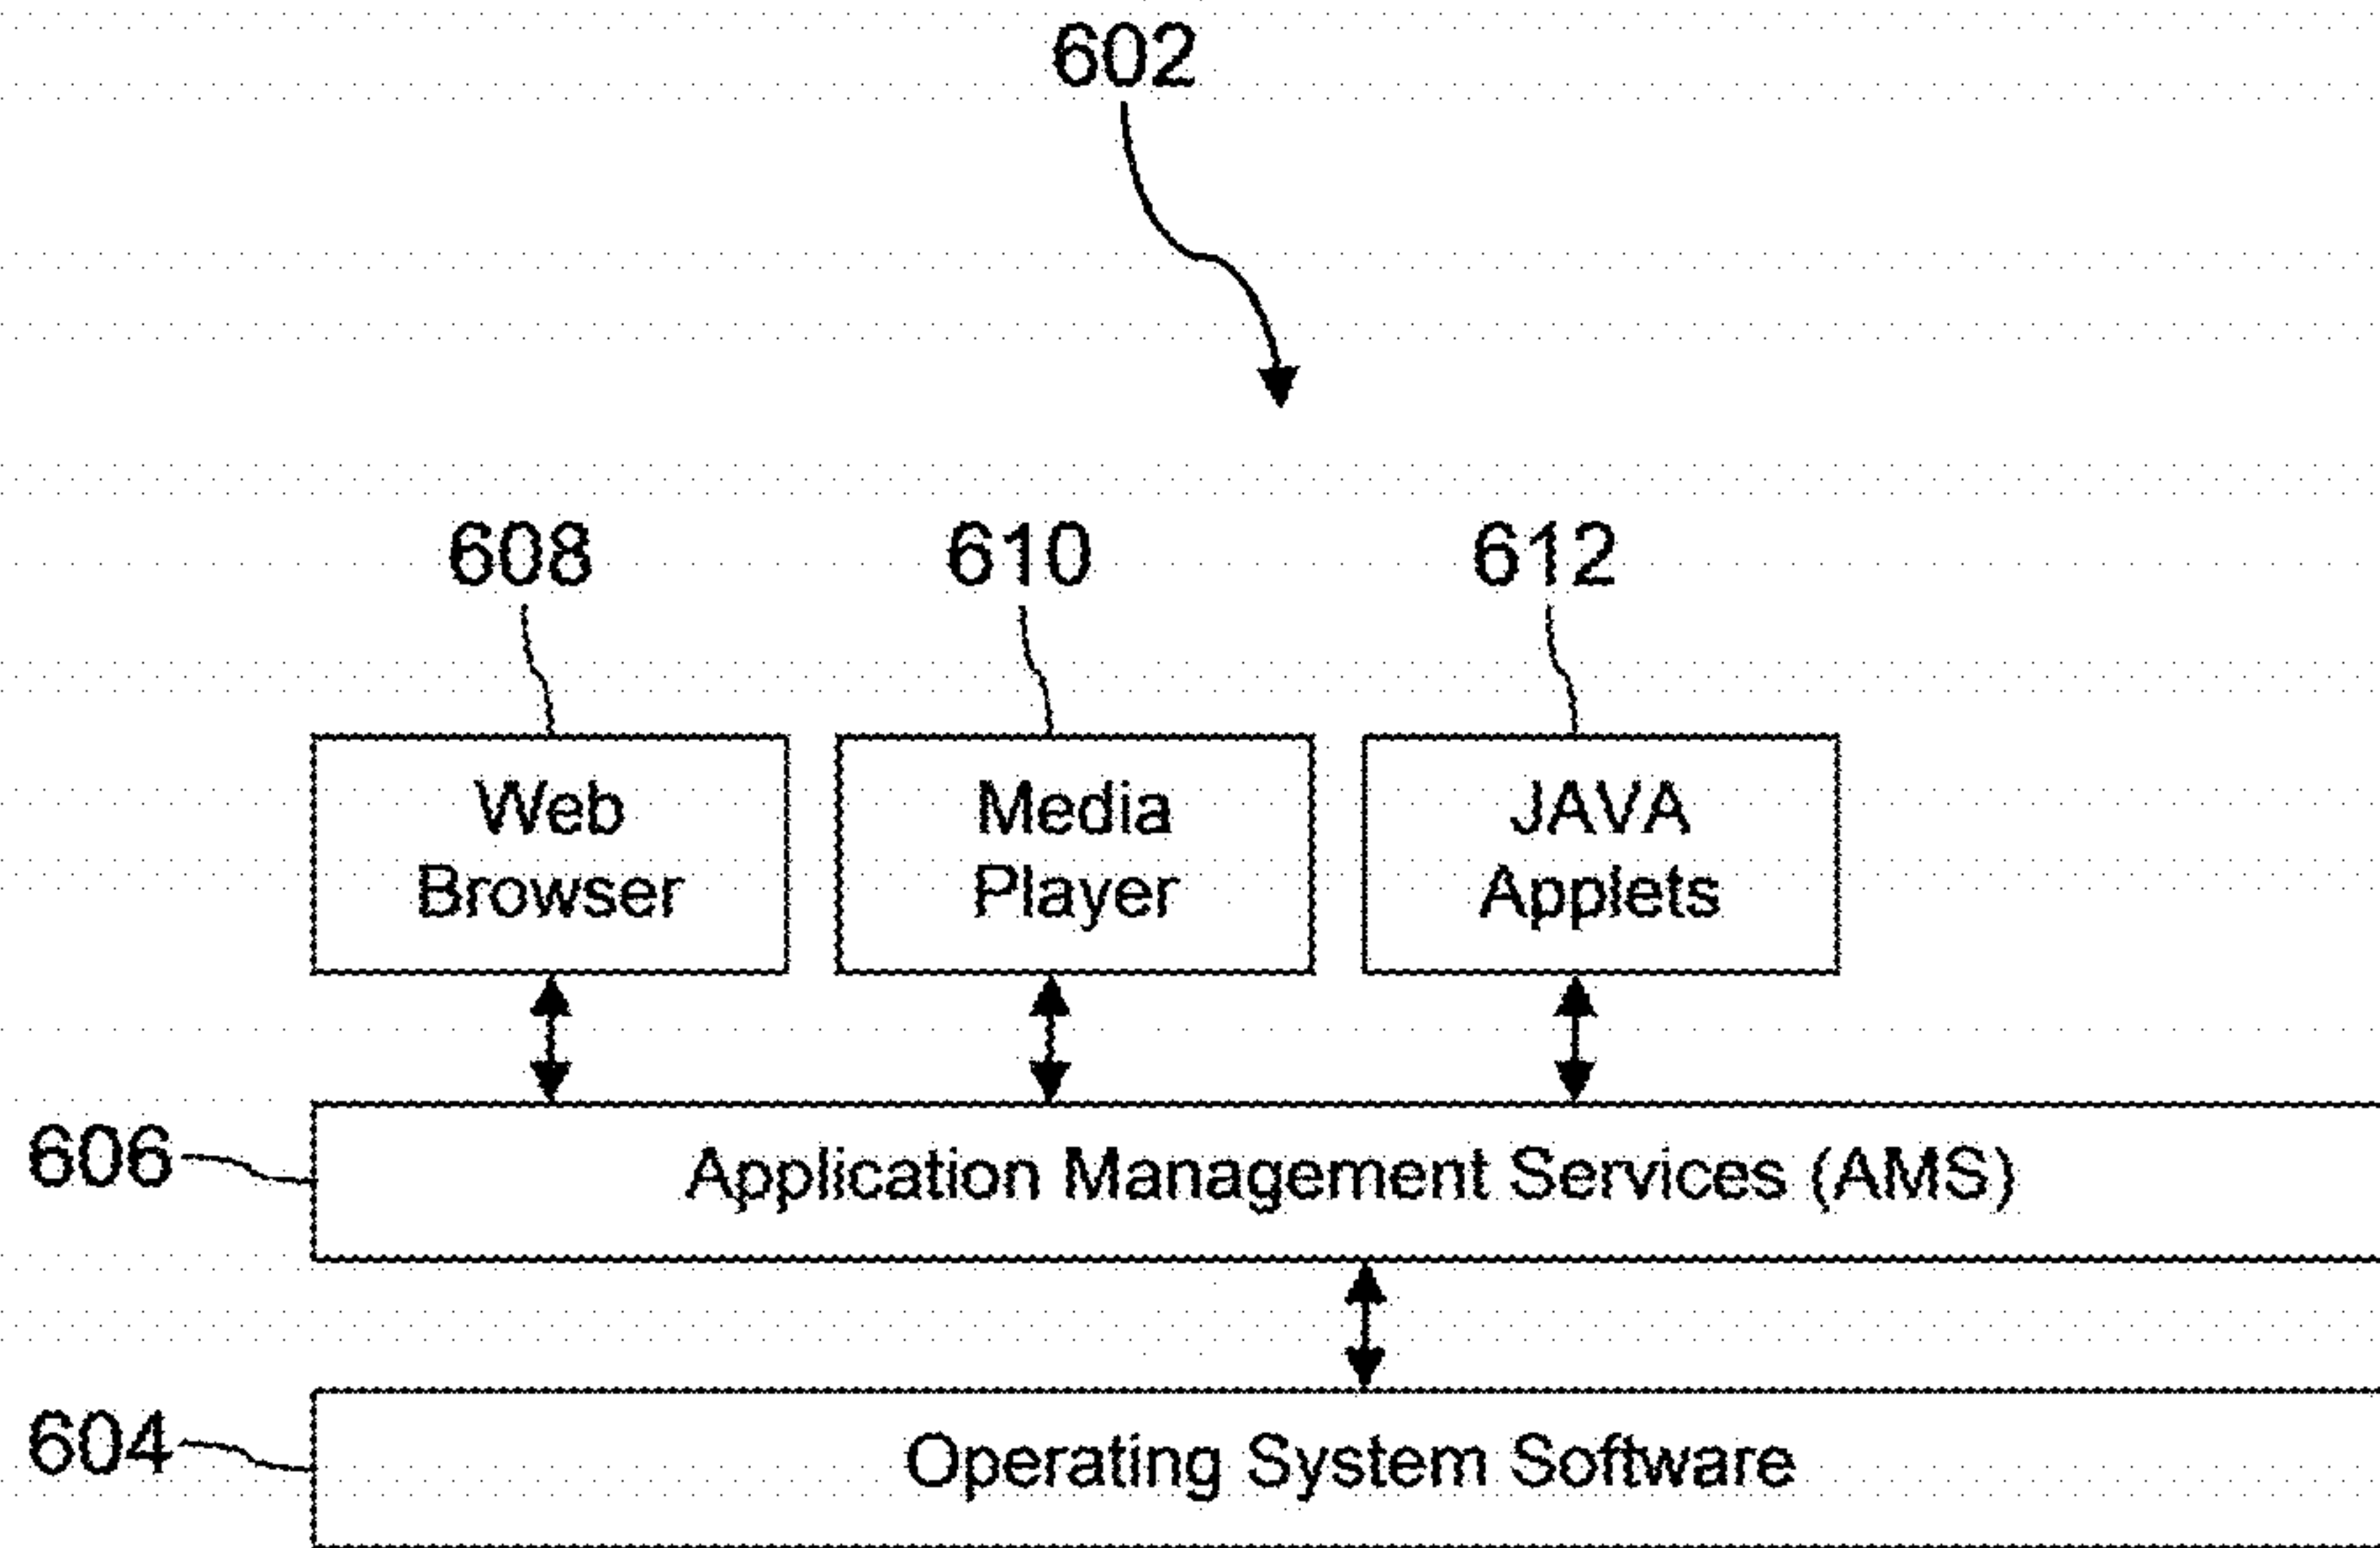 602
608 610 612
Web Browser
Media Player
JAVA Applets
606 Application Management Services (AMS)
604 Operating System Software